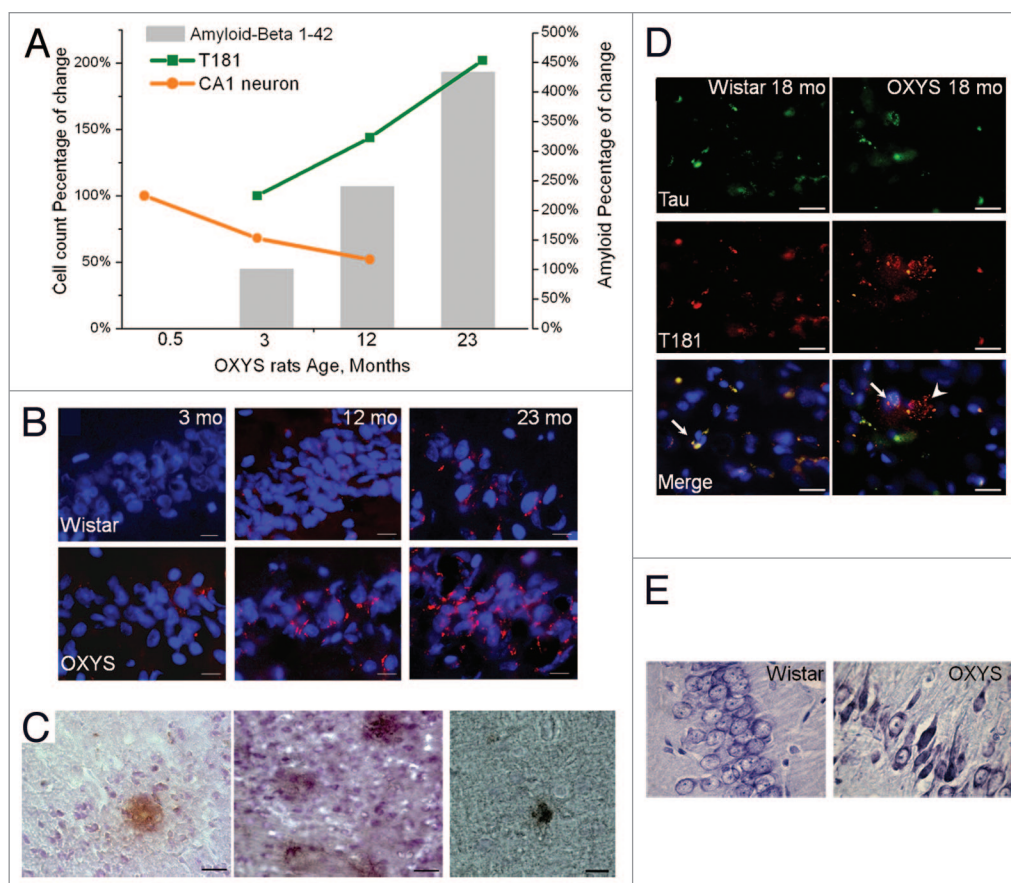 A
Amyloid-Beta 1-42
T181
CA1 neuron
Cell count Pecentage of change
200%
150%
100%
50%
0%
500%
450%
400%
350%
300%
250%
200%
150%
100%
50%
0%
Amyloid Pecentage of change
0.5 3 12 23
OXYS rats Age, Months
B
3 mo 12 mo 23 mo
Wistar
OXYS
C
D
Wistar 18 mo OXYS 18 mo
Tau
T181
Merge
E
Wistar OXYS